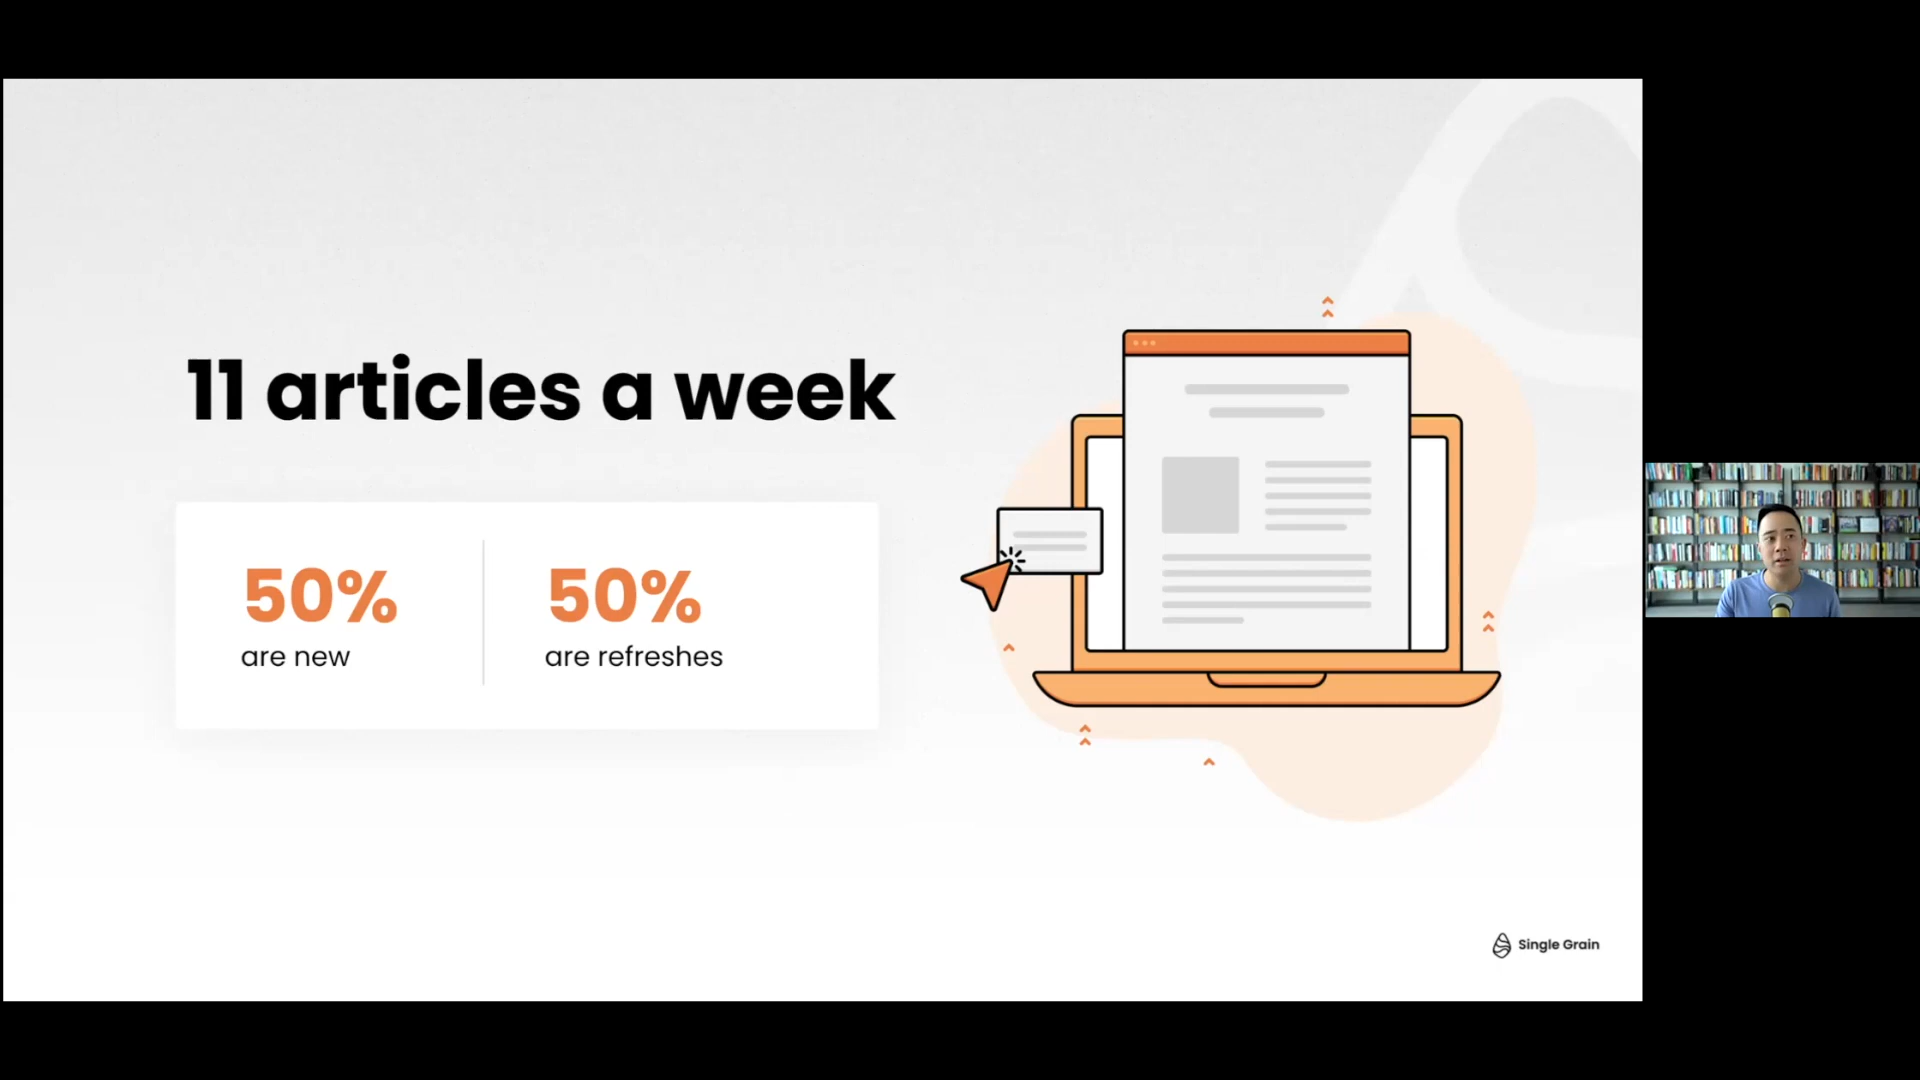 11 articles a week
50%
are new
50%
are refreshes
Single Grain